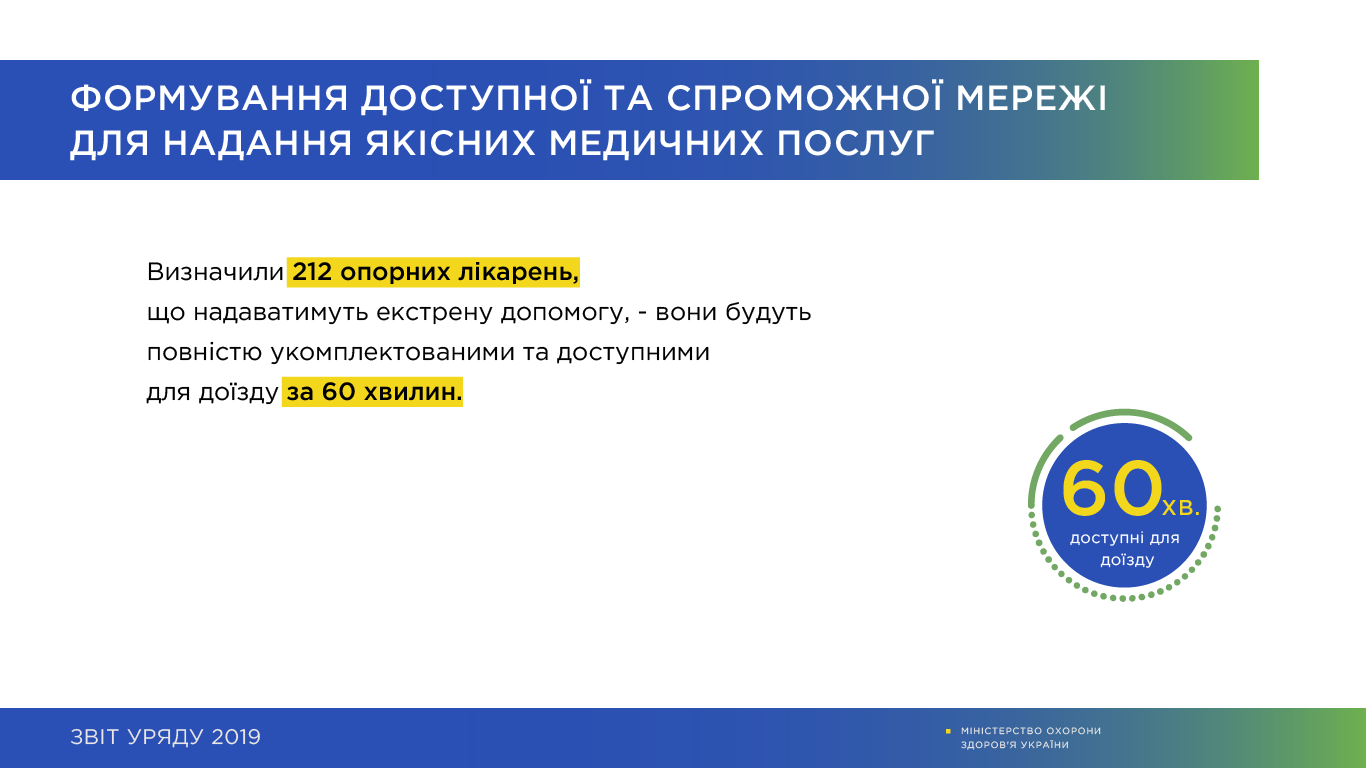 ФОРМУВАННЯ ДОСТУПНОЇ ТА СПРОМОЖНОЇ МЕРЕЖІ
ДЛЯ НАДАННЯ ЯКІСНИХ МЕДИЧНИХ ПОСЛУГ
Визначили 212 опорних лікарень,
що надаватимуть екстрену допомогу, - вони будуть
повністю укомплектованими та доступними
для доїзду за 60 хвилин.
60хв.
доступні для
доїзду
ЗВІТ УРЯДУ 2019
МІНІСТЕРСТВО ОХОРОНИ
ЗДОРОВ'Я УКРАЇНИ